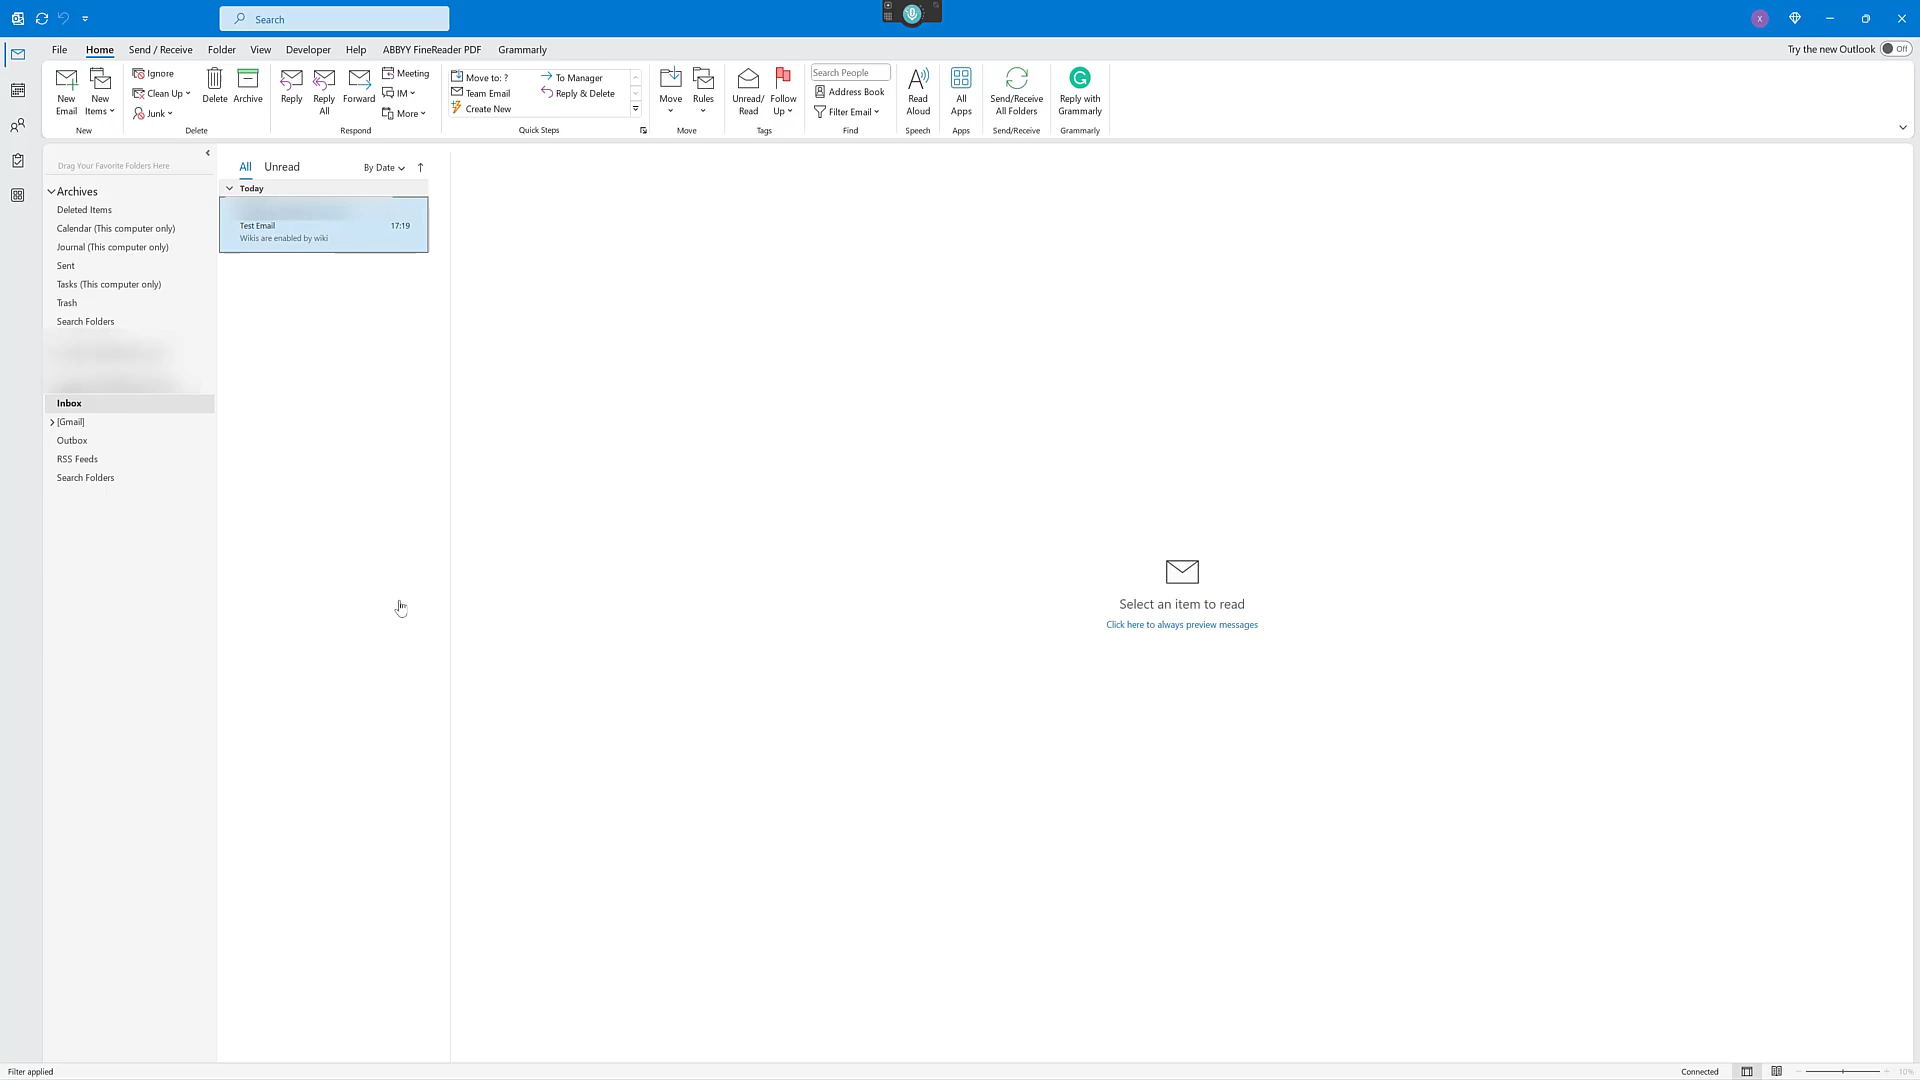 Search
X
File Home Send / Receive Folder View Developer Help ABBYY FineReader PDF Grammarly
Try the new Outlook Off
New Email
New Items
New
Ignore
Clean Up
Junk
Delete
Archive
Delete
Reply
Reply All
Forward
Meeting
IM
More
Respond
Move to: ?
Team Email
Create New
To Manager
Reply & Delete
Quick Steps
Move
Rules
Move
Unread/ Read
Follow Up
Tags
Search People
Address Book
Filter Email
Find
Read Aloud
Speech
All Apps
Apps
Send/Receive All Folders
Send/Receive
Reply with Grammarly
Grammarly
Drag Your Favorite Folders Here
Archives
Deleted Items
Calendar (This computer only)
Journal (This computer only)
Sent
Tasks (This computer only)
Trash
Search Folders
Inbox
[Gmail]
Outbox
RSS Feeds
Search Folders
All Unread By Date
Today
Test Email 17:19
Wikis are enabled by wiki
Select an item to read
Click here to always preview messages
Filter applied
Connected
10%